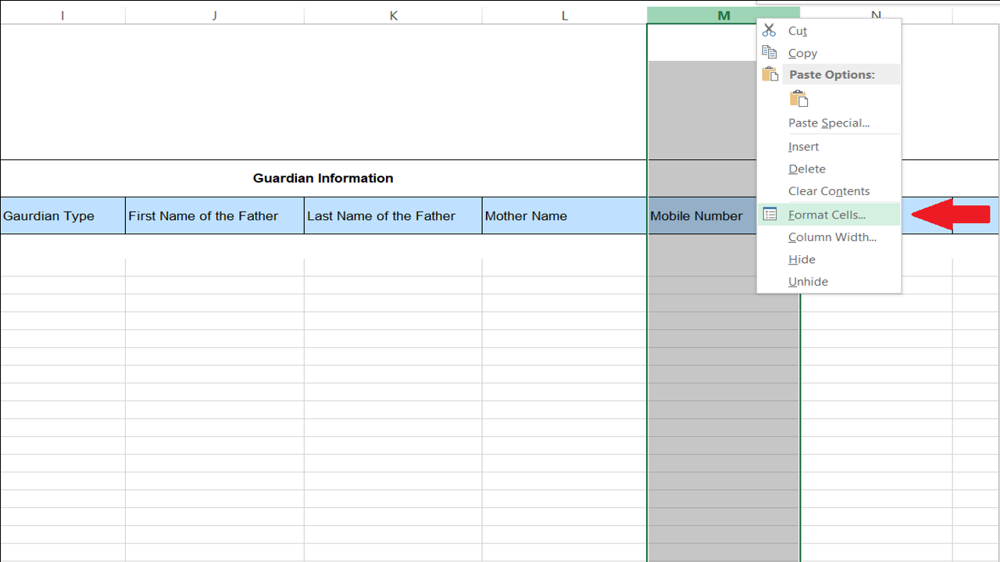 I J K L M N
Cut
Copy
Paste Options:
Paste Special...
Insert
Delete
Clear Contents
Format Cells...
Column Width...
Hide
Unhide
Guardian Information
Gaurdian Type First Name of the Father Last Name of the Father Mother Name Mobile Number